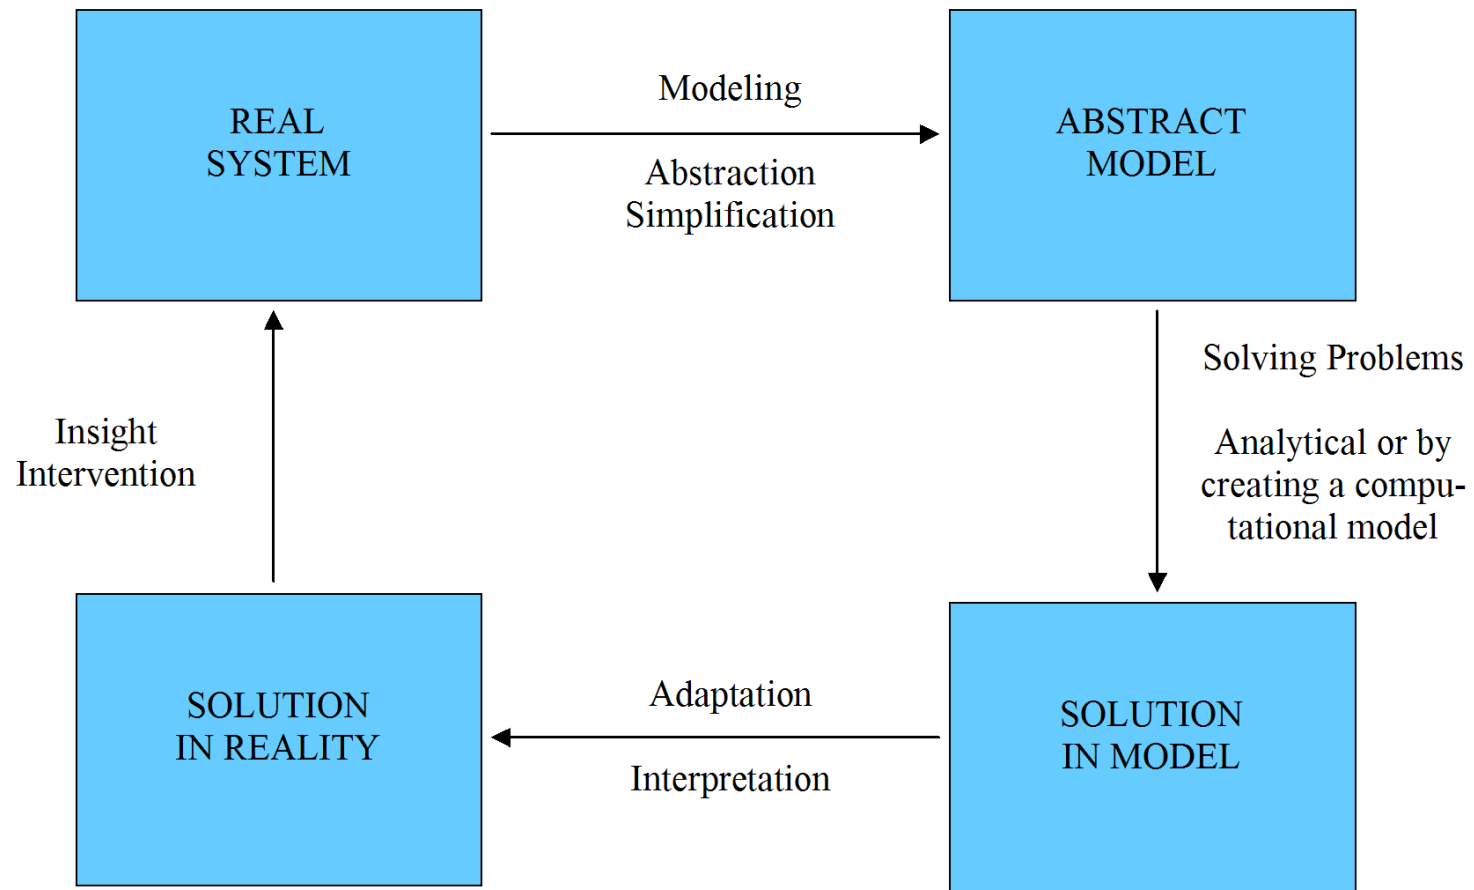 REAL
SYSTEM
Modeling
Abstraction
Simplification
ABSTRACT
MODEL
Solving Problems
Analytical or by
creating a compu-
tational model
Insight
Intervention
SOLUTION
IN REALITY
Adaptation
Interpretation
SOLUTION
IN MODEL